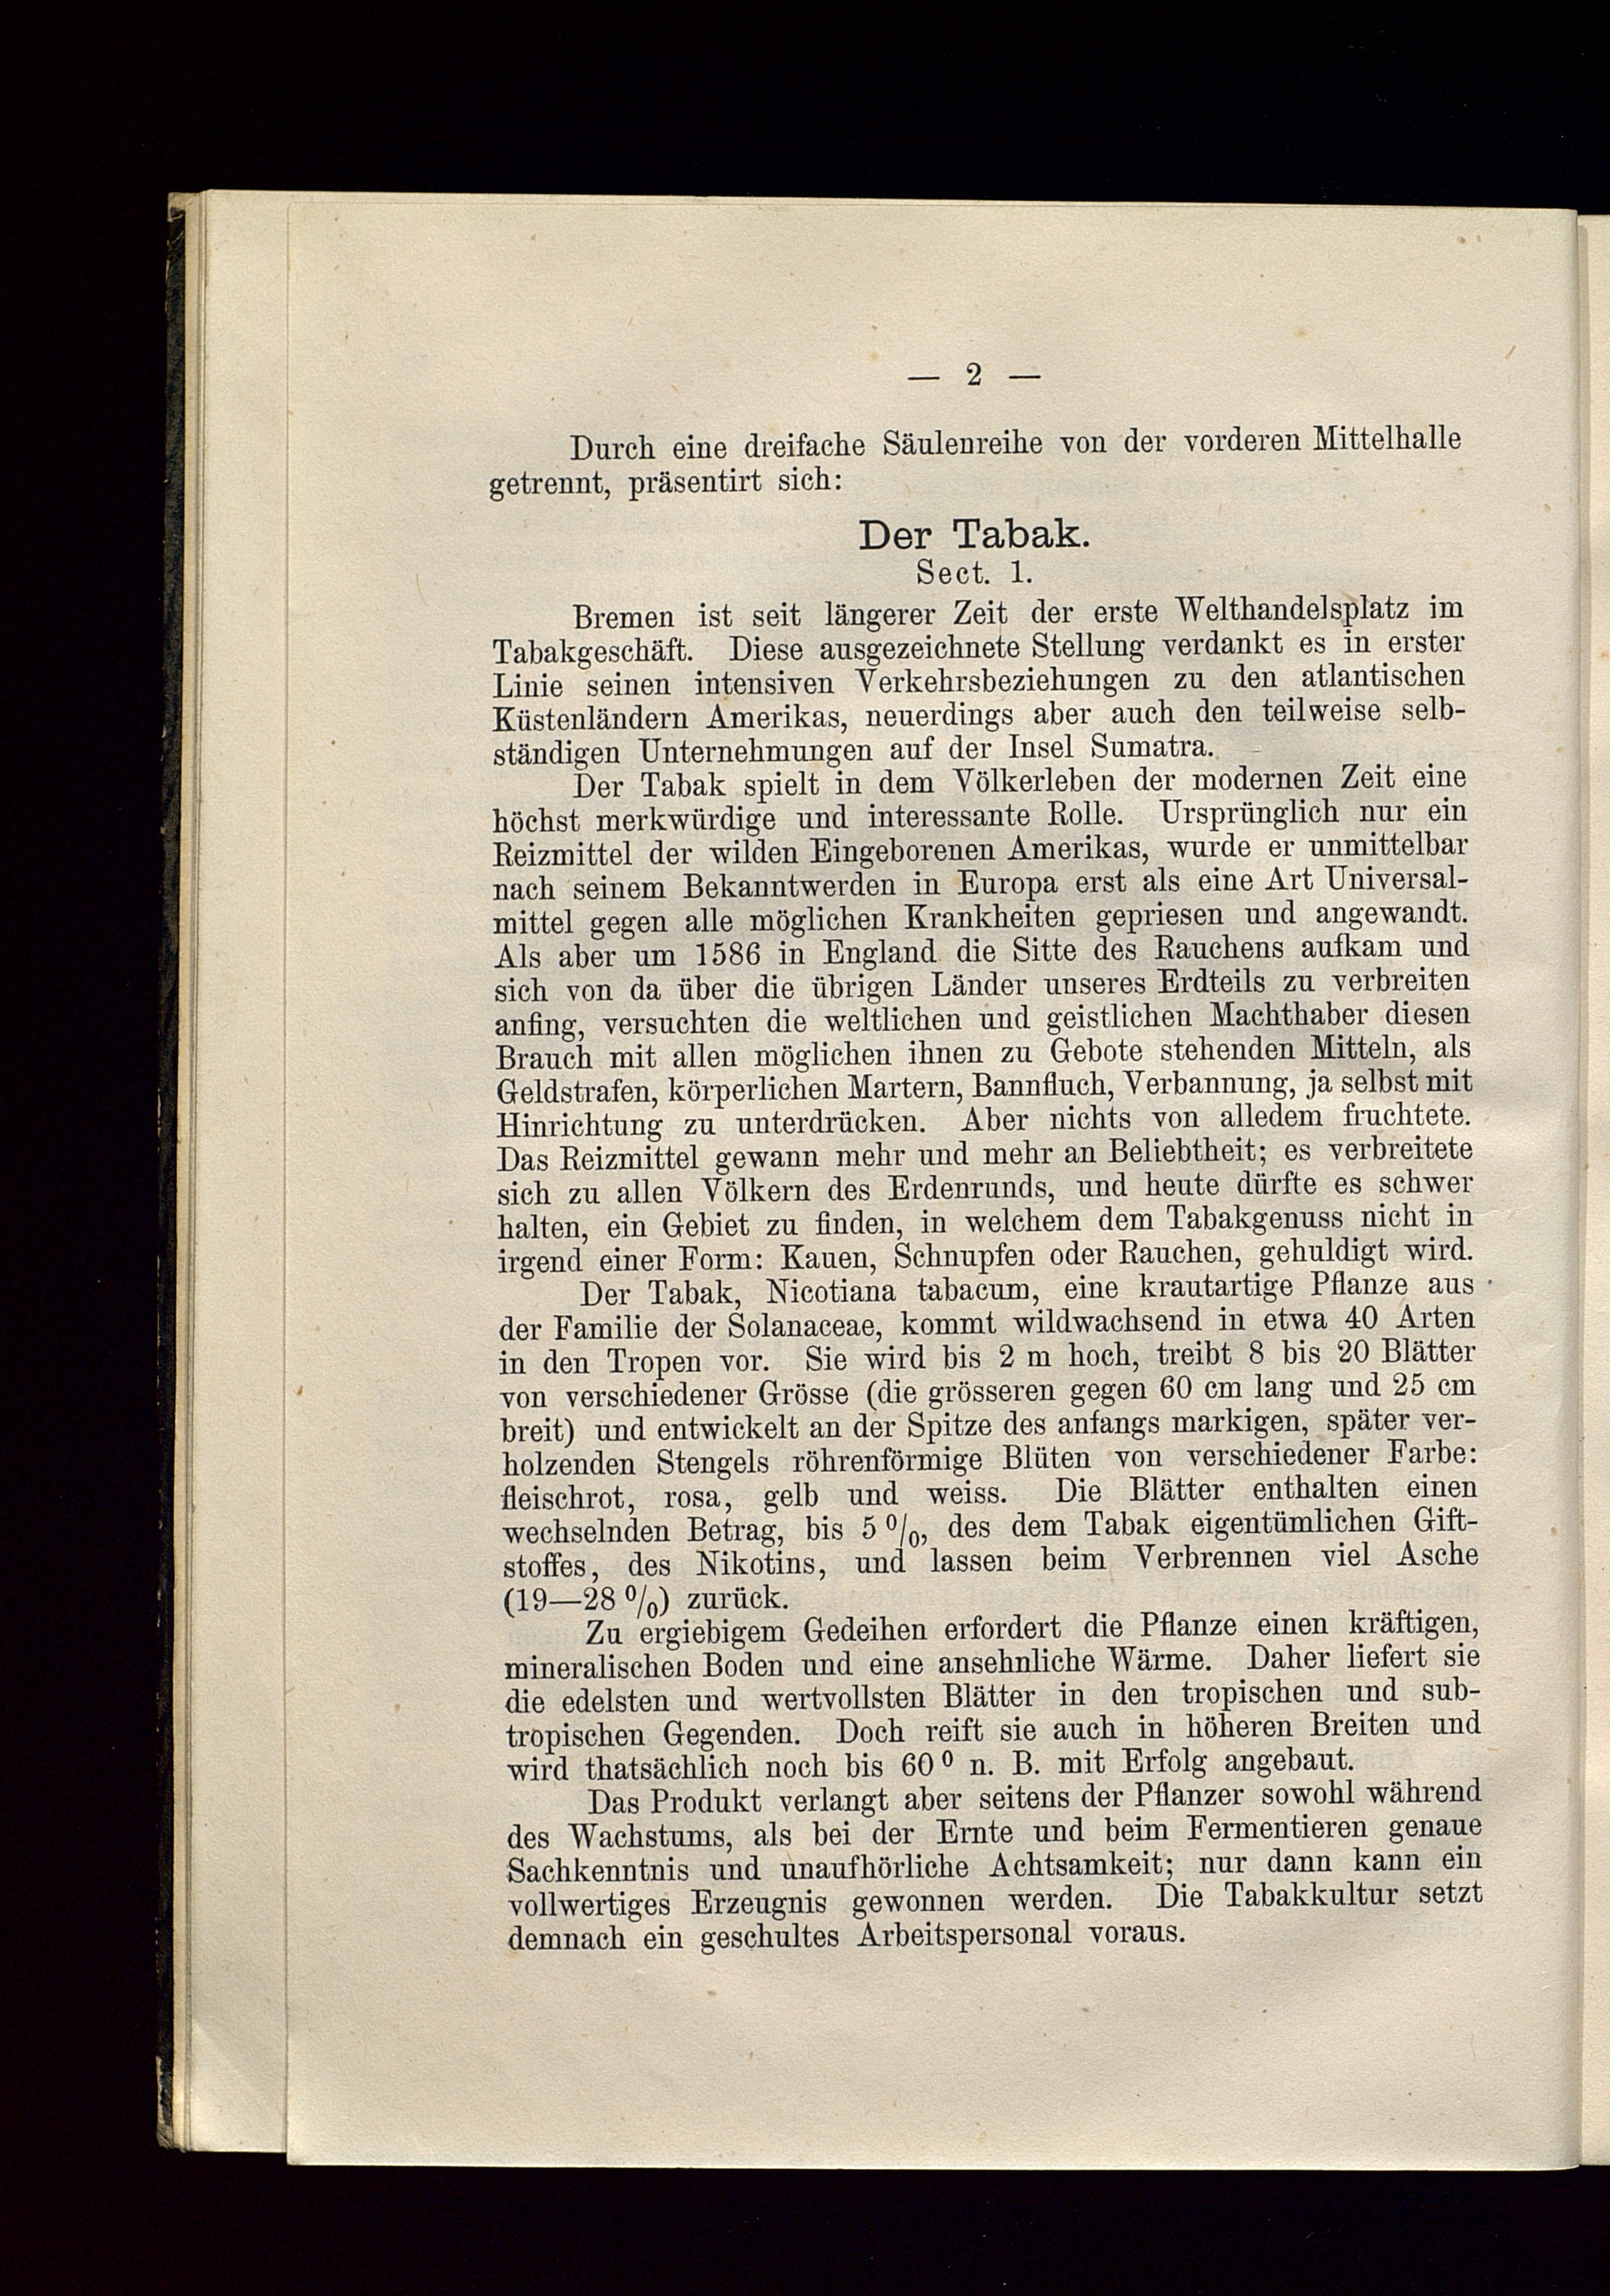 — 2 —
Durch eine dreifache Säulenreihe von der vorderen Mittelhalle
getrennt, präsentirt sich:
Der Tabak.
Sect. 1.
Bremen ist seit längerer Zeit der erste Welthandelsplatz im
Tabakgeschäft. Diese ausgezeichnete Stellung verdankt es in erster
Linie seinen intensiven Verkehrsbeziehungen zu den atlantischen
Küstenländern Amerikas, neuerdings aber auch den teilweise selb-
ständigen Unternehmungen auf der Insel Sumatra.
Der Tabak spielt in dem Völkerleben der modernen Zeit eine
höchst merkwürdige und interessante Rolle. Ursprünglich nur ein
Reizmittel der wilden Eingeborenen Amerikas, wurde er unmittelbar
nach seinem Bekanntwerden in Europa erst als eine Art Universal-
mittel gegen alle möglichen Krankheiten gepriesen und angewandt.
Als aber um 1586 in England die Sitte des Rauchens aufkam und
sich von da über die übrigen Länder unseres Erdteils zu verbreiten
anfing, versuchten die weltlichen und geistlichen Machthaber diesen
Brauch mit allen möglichen ihnen zu Gebote stehenden Mitteln, als
Geldstrafen, körperlichen Martern, Bannfluch, Verbannung, ja selbst mit
Hinrichtung zu unterdrücken. Aber nichts von alledem fruchtete.
Das Reizmittel gewann mehr und mehr an Beliebtheit; es verbreitete
sich zu allen Völkern des Erdenrunds, und heute dürfte es schwer
halten, ein Gebiet zu finden, in welchem dem Tabakgenuss nicht in
irgend einer Form: Kauen, Schnupfen oder Rauchen, gehuldigt wird.
Der Tabak, Nicotiana tabacum, eine krautartige Pflanze aus
der Familie der Solanaceae, kommt wildwachsend in etwa 40 Arten
in den Tropen vor. Sie wird bis 2 m hoch, treibt 8 bis 20 Blätter
von verschiedener Grösse (die grösseren gegen 60 cm lang und 25 cm
breit) und entwickelt an der Spitze des anfangs markigen, später ver-
holzenden Stengels röhrenförmige Blüten von verschiedener Farbe:
fleischrot, rosa, gelb und weiss. Die Blätter enthalten einen
wechselnden Betrag, bis 5 %, des dem Tabak eigentümlichen Gift-
stoffes, des Nikotins, und lassen beim Verbrennen viel Asche
(19—28 %) zurück.
Zu ergiebigem Gedeihen erfordert die Pflanze einen kräftigen,
mineralischen Boden und eine ansehnliche Wärme. Daher liefert sie
die edelsten und wertvollsten Blätter in den tropischen und sub-
tropischen Gegenden. Doch reift sie auch in höheren Breiten und
wird thatsächlich noch bis 60⁰ n. B. mit Erfolg angebaut.
Das Produkt verlangt aber seitens der Pflanzer sowohl während
des Wachstums, als bei der Ernte und beim Fermentieren genaue
Sachkenntnis und unaufhörliche Achtsamkeit; nur dann kann ein
vollwertiges Erzeugnis gewonnen werden. Die Tabakkultur setzt
demnach ein geschultes Arbeitspersonal voraus.